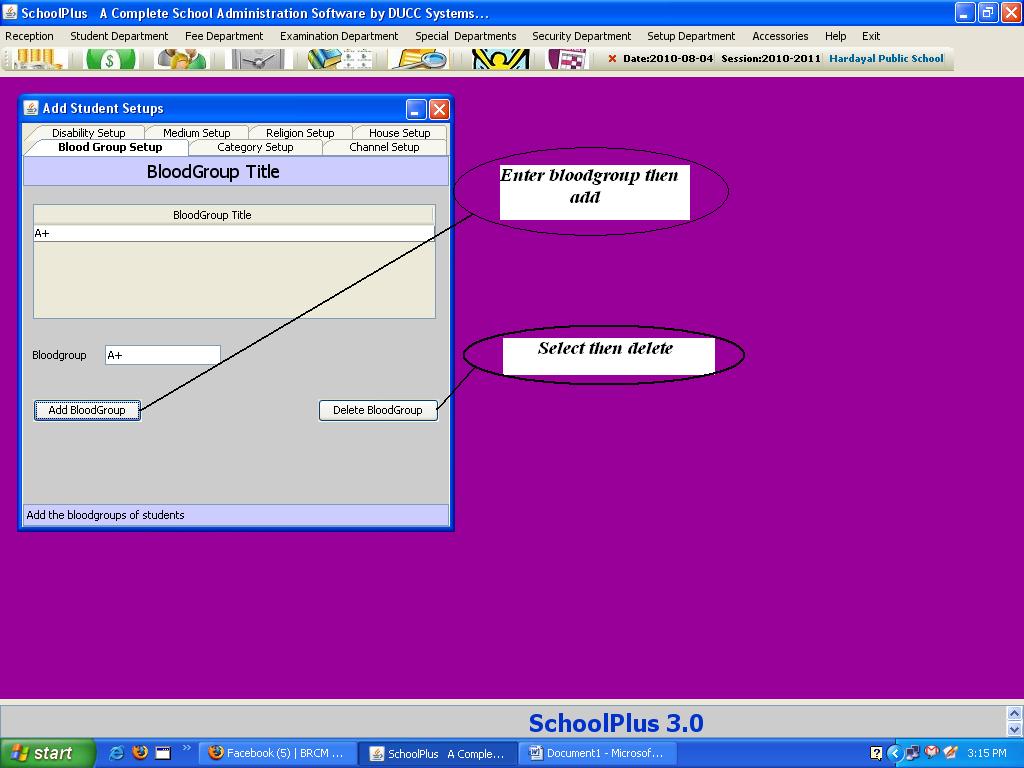 SchoolPlus   A Complete School Administration Software by DUCC Systems...
Reception Student Department Fee Department Examination Department Special Departments Security Department Setup Department Accessories Help Exit
Date:2010-08-04 Session:2010-2011 Hardayal Public School
Add Student Setups
Disability Setup Medium Setup Religion Setup House Setup
Blood Group Setup Category Setup Channel Setup
BloodGroup Title
BloodGroup Title
A+
Bloodgroup A+
Add BloodGroup Delete BloodGroup
Add the bloodgroups of students
Enter bloodgroup then
add
Select then delete
SchoolPlus 3.0
start Facebook (5) | BRCM ... SchoolPlus   A Comple... Document1 - Microsof... 3:15 PM